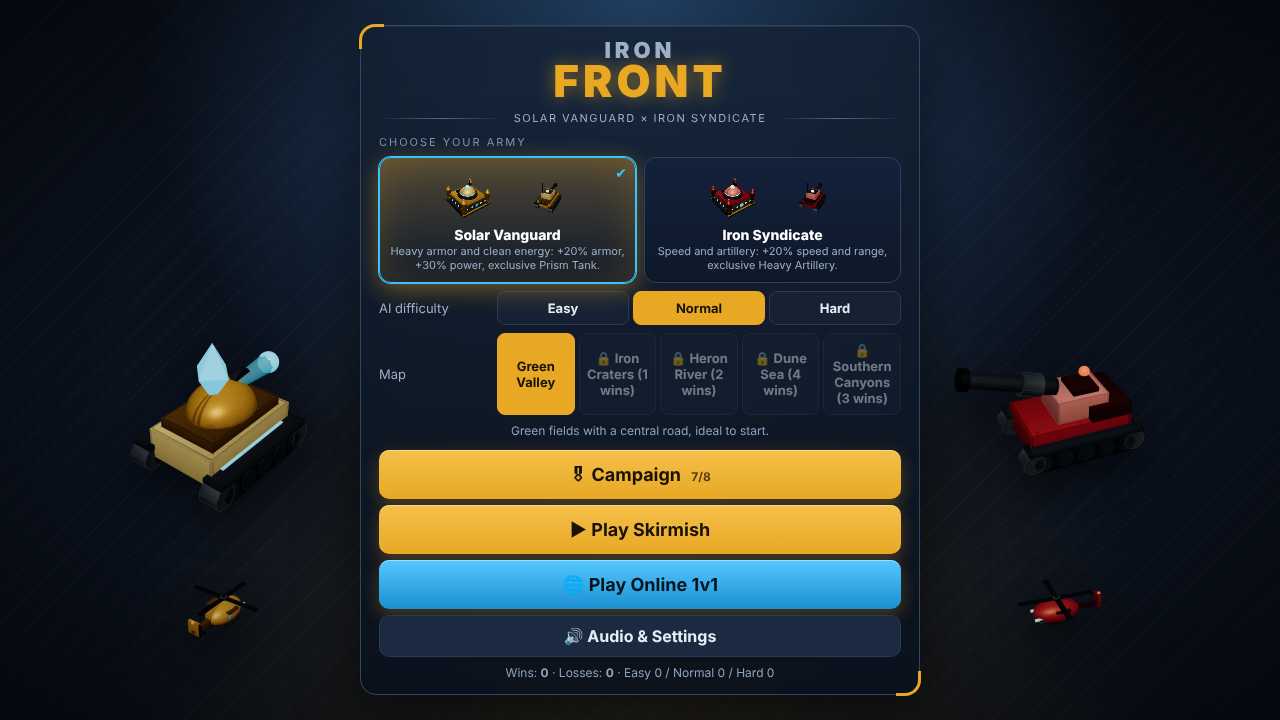 IRON
FRONT
SOLAR VANGUARD × IRON SYNDICATE
CHOOSE YOUR ARMY
✔
Solar Vanguard
Heavy armor and clean energy: +20% armor,
+30% power, exclusive Prism Tank.
Iron Syndicate
Speed and artillery: +20% speed and range,
exclusive Heavy Artillery.
AI difficulty
Easy
Normal
Hard
Map
Green
Valley
🔒 Iron
Craters (1
wins)
🔒 Heron
River (2
wins)
🔒 Dune
Sea (4
wins)
🔒
Southern
Canyons
(3 wins)
Green fields with a central road, ideal to start.
🎖 Campaign 7/8
▶ Play Skirmish
🌐 Play Online 1v1
🔊 Audio & Settings
Wins: 0 · Losses: 0 · Easy 0 / Normal 0 / Hard 0